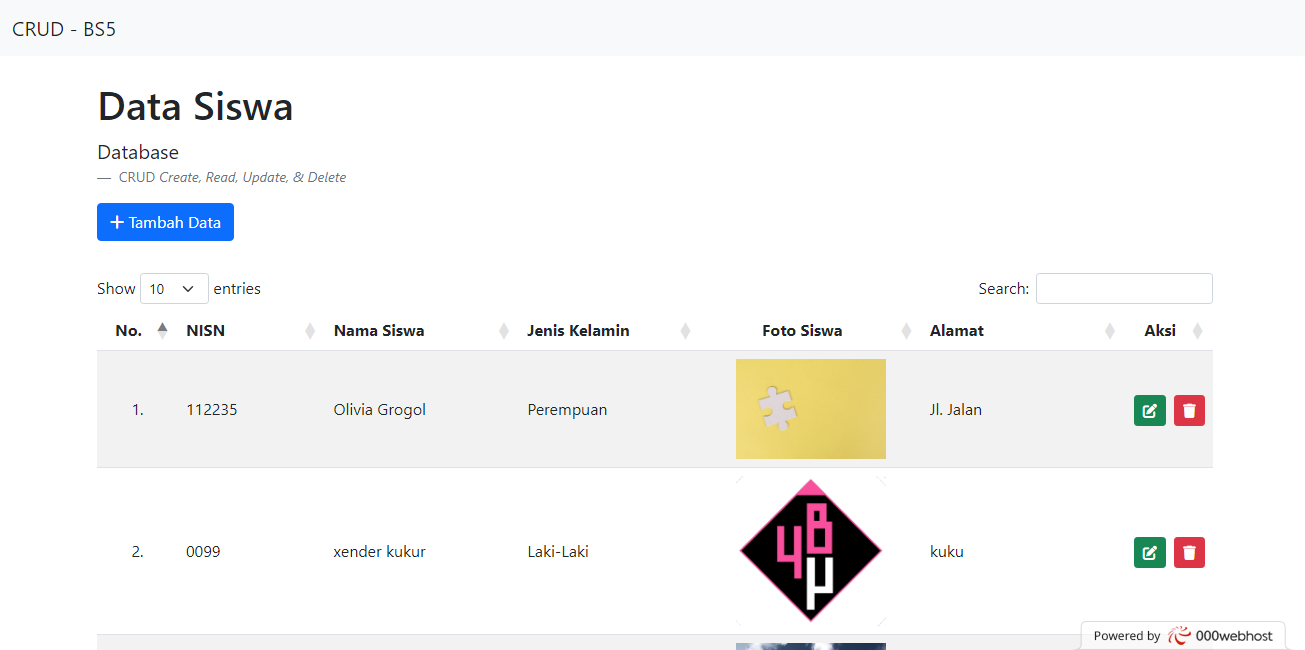 CRUD - BS5
Data Siswa
Database
— CRUD Create, Read, Update, & Delete
+ Tambah Data
Show 10 entries
Search:
No. NISN Nama Siswa Jenis Kelamin Foto Siswa Alamat Aksi
1. 112235 Olivia Grogol Perempuan Jl. Jalan
2. 0099 xender kukur Laki-Laki kuku
Powered by 000webhost